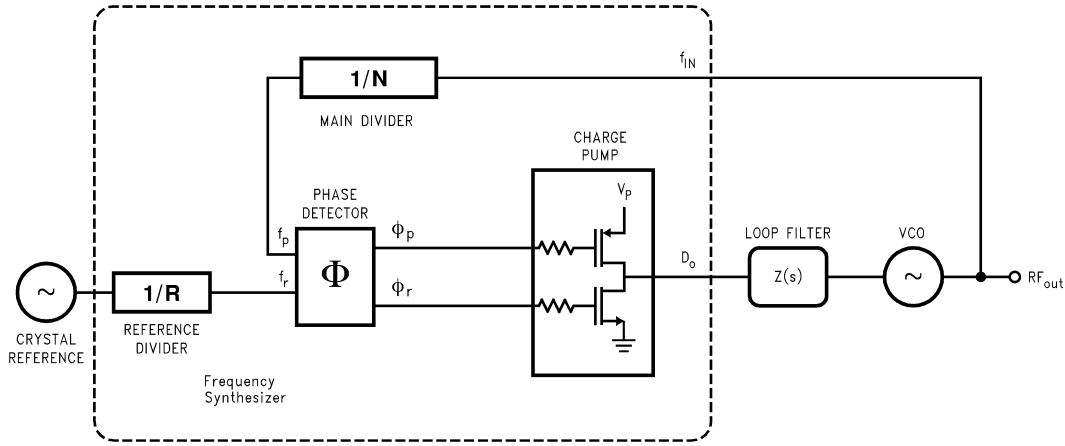 f_IN
1/N
MAIN DIVIDER
CHARGE
PUMP
V_P
PHASE
DETECTOR
f_p
ϕ_p
f_r
Φ
ϕ_r
D_o
LOOP FILTER
Z(s)
VCO
~
RF_out
~
1/R
CRYSTAL
REFERENCE
REFERENCE
DIVIDER
Frequency
Synthesizer